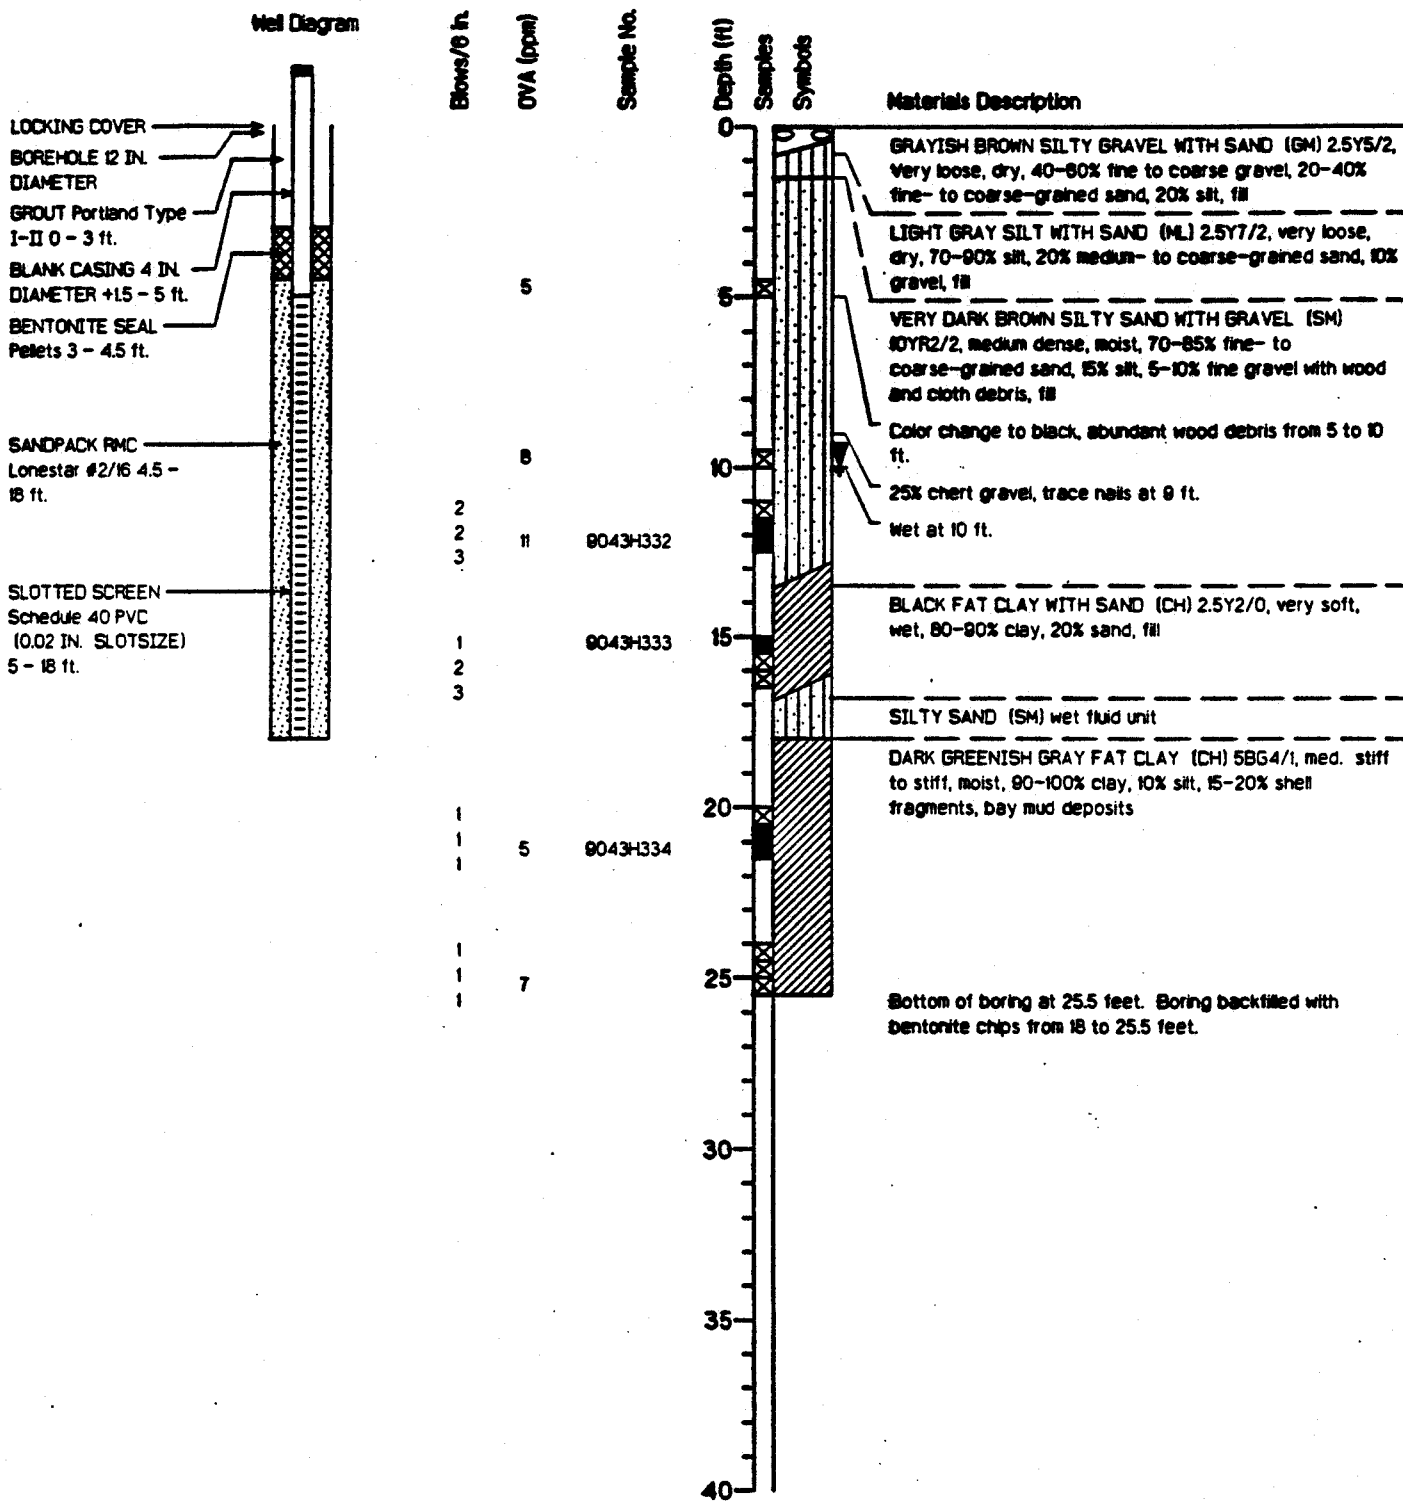 Well Diagram
Blows/6 in.
OVA (ppm)
Sample No.
Depth (ft)
Samples
Symbols
Materials Description
LOCKING COVER
BOREHOLE 12 IN.
DIAMETER
GROUT Portland Type
I-II 0 - 3 ft.
BLANK CASING 4 IN.
DIAMETER +1.5 - 5 ft.
BENTONITE SEAL
Pellets 3 - 4.5 ft.
SANDPACK RMC
Lonestar #2/16 4.5 -
18 ft.
SLOTTED SCREEN
Schedule 40 PVC
(0.02 IN. SLOTSIZE)
5 - 18 ft.
5
8
2
2
3
11
9043H332
1
2
3
9043H333
1
1
1
5
9043H334
1
1
1
7
0
5
10
15
20
25
30
35
40
GRAYISH BROWN SILTY GRAVEL WITH SAND (GM) 2.5Y5/2,
Very loose, dry, 40-60% fine to coarse gravel, 20-40%
fine- to coarse-grained sand, 20% silt, fill
LIGHT GRAY SILT WITH SAND (ML) 2.5Y7/2, very loose,
dry, 70-90% silt, 20% medium- to coarse-grained sand, 10%
gravel, fill
VERY DARK BROWN SILTY SAND WITH GRAVEL (SM)
10YR2/2, medium dense, moist, 70-85% fine- to
coarse-grained sand, 15% silt, 5-10% fine gravel with wood
and cloth debris, fill
Color change to black, abundant wood debris from 5 to 10
ft.
25% chert gravel, trace nails at 9 ft.
Wet at 10 ft.
BLACK FAT CLAY WITH SAND (CH) 2.5Y2/0, very soft,
wet, 80-90% clay, 20% sand, fill
SILTY SAND (SM) wet fluid unit
DARK GREENISH GRAY FAT CLAY (CH) 5BG4/1, med. stiff
to stiff, moist, 90-100% clay, 10% silt, 15-20% shell
fragments, bay mud deposits
Bottom of boring at 25.5 feet. Boring backfilled with
bentonite chips from 18 to 25.5 feet.